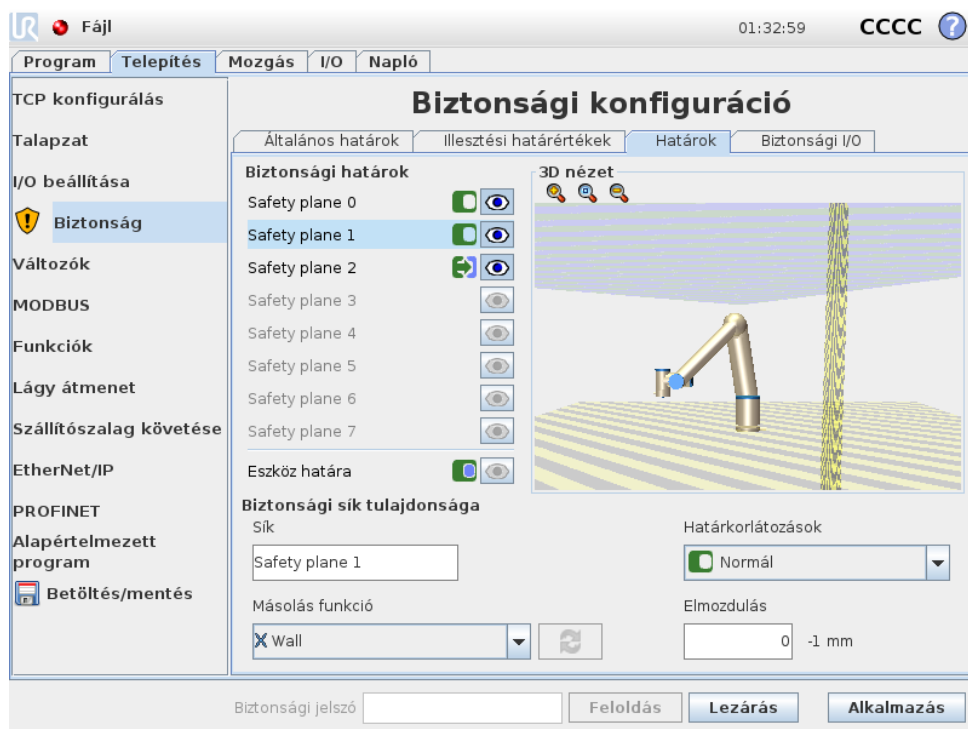 Fájl 01:32:59 CCCC ?
Program Telepítés Mozgás I/O Napló
TCP konfigurálás
Talapzat
I/O beállítása
Biztonság
Változók
MODBUS
Funkciók
Lágy átmenet
Szállítószalag követése
EtherNet/IP
PROFINET
Alapértelmezett
program
Betöltés/mentés
Biztonsági konfiguráció
Általános határok Illesztési határértékek Határok Biztonsági I/O
Biztonsági határok
Safety plane 0
Safety plane 1
Safety plane 2
Safety plane 3
Safety plane 4
Safety plane 5
Safety plane 6
Safety plane 7
Eszköz határa
3D nézet
Biztonsági sík tulajdonsága
Sík
Safety plane 1
Határkorlátozások
Normál
Másolás funkció
Wall
Elmozdulás
0 -1 mm
Biztonsági jelszó Feloldás Lezárás Alkalmazás